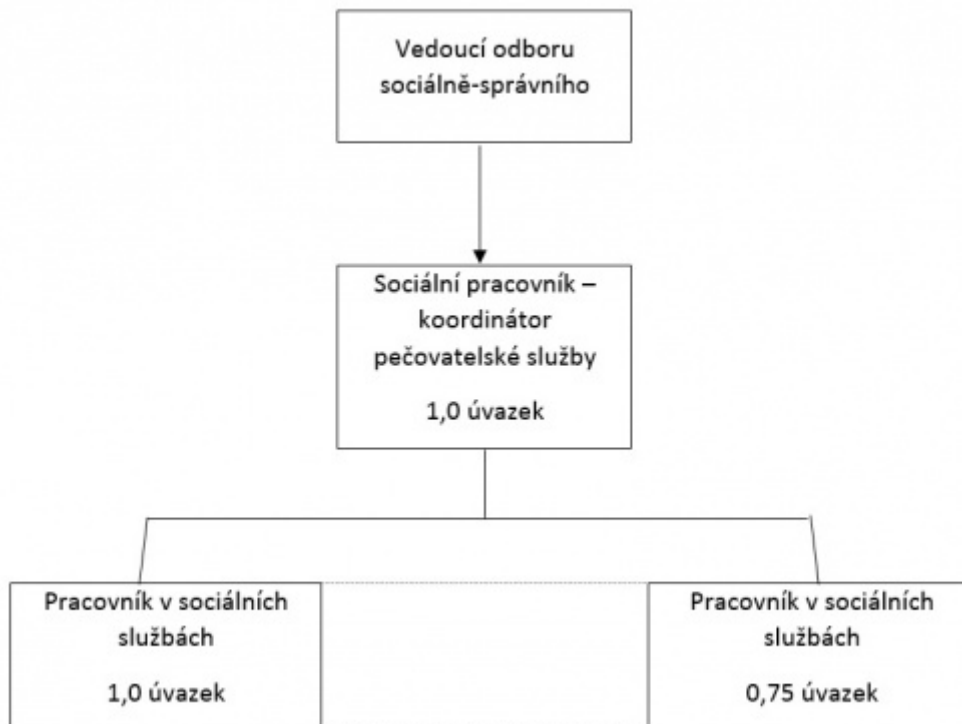 Vedoucí odboru
sociálně-správního
Sociální pracovník –
koordinátor
pečovatelské služby
1,0 úvazek
Pracovník v sociálních
službách
1,0 úvazek
Pracovník v sociálních
službách
0,75 úvazek